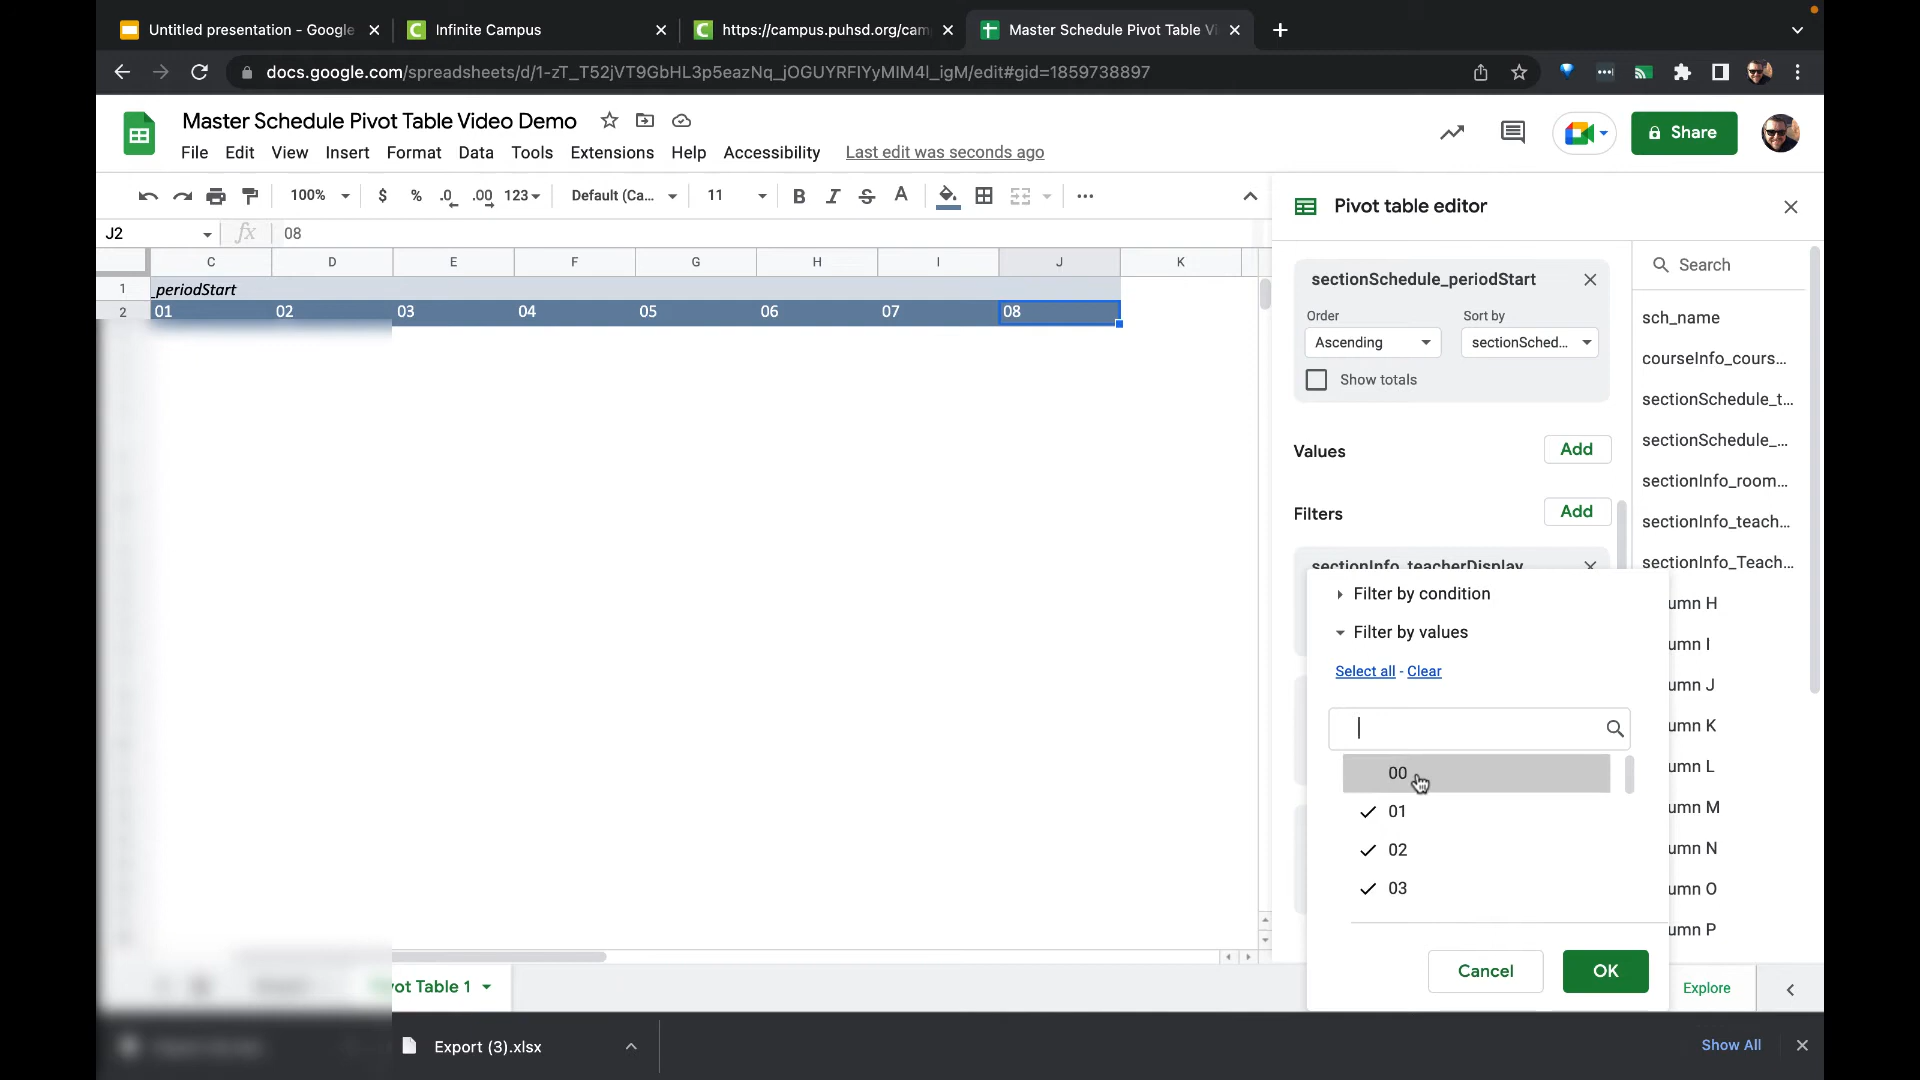 Untitled presentation - Google
Infinite Campus
https://campus.puhsd.org/cam
Master Schedule Pivot Table Vi
docs.google.com/spreadsheets/d/1-zT_T52jVT9GbHL3p5eazNq_jOGUYRFIYyMIM4l_igM/edit#gid=1859738897
Master Schedule Pivot Table Video Demo
File Edit View Insert Format Data Tools Extensions Help Accessibility Last edit was seconds ago
Share
100% $ % .0 .00 123 Default (Ca... 11 B I S A
J2 fx 08
C D E F G H I J K
1 _periodStart
2 01 02 03 04 05 06 07 08
Pivot table editor
sectionSchedule_periodStart
Order Sort by
Ascending sectionSched...
Show totals
Values Add
Filters Add
sectionInfo_teacherDisplay
Filter by condition
Filter by values
Select all - Clear
00
01
02
03
Cancel OK
Search
sch_name
courseInfo_cours...
sectionSchedule_t...
sectionSchedule_...
sectionInfo_room...
sectionInfo_teach...
sectionInfo_Teach...
umn H
umn I
umn J
umn K
umn L
umn M
umn N
umn O
umn P
ot Table 1
Explore
Export (3).xlsx
Show All